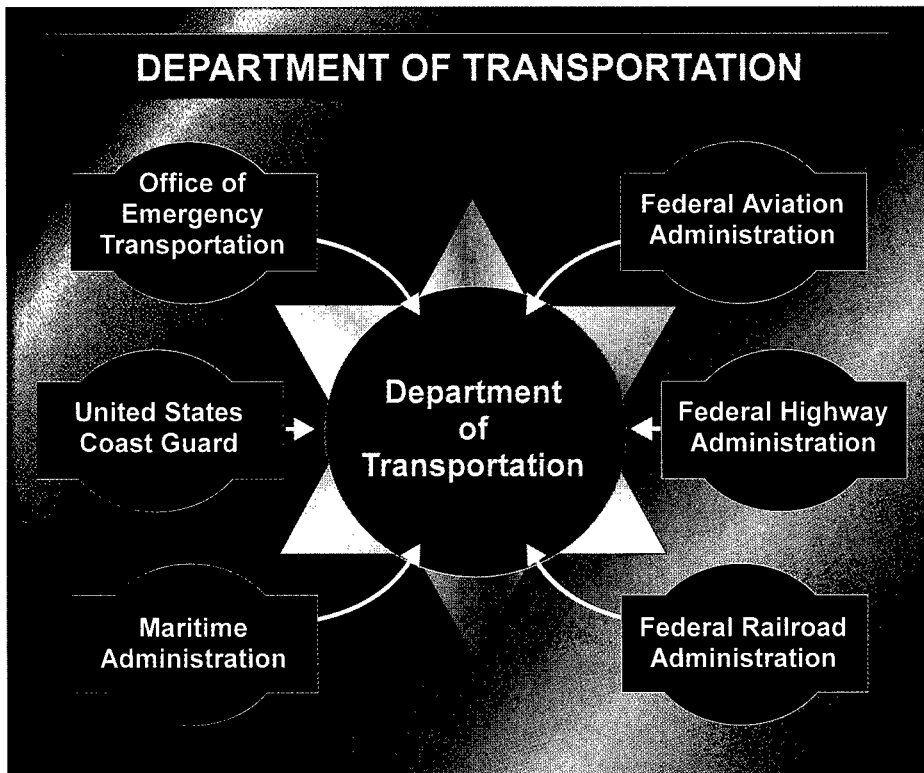 DEPARTMENT OF TRANSPORTATION
Office of
Emergency
Transportation
Federal Aviation
Administration
United States
Coast Guard
Department
of
Transportation
Federal Highway
Administration
Maritime
Administration
Federal Railroad
Administration